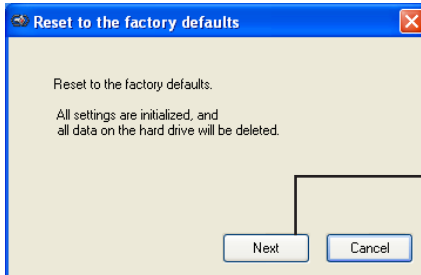 Reset to the factory defaults
Reset to the factory defaults.
All settings are initialized, and
all data on the hard drive will be deleted.
Next
Cancel